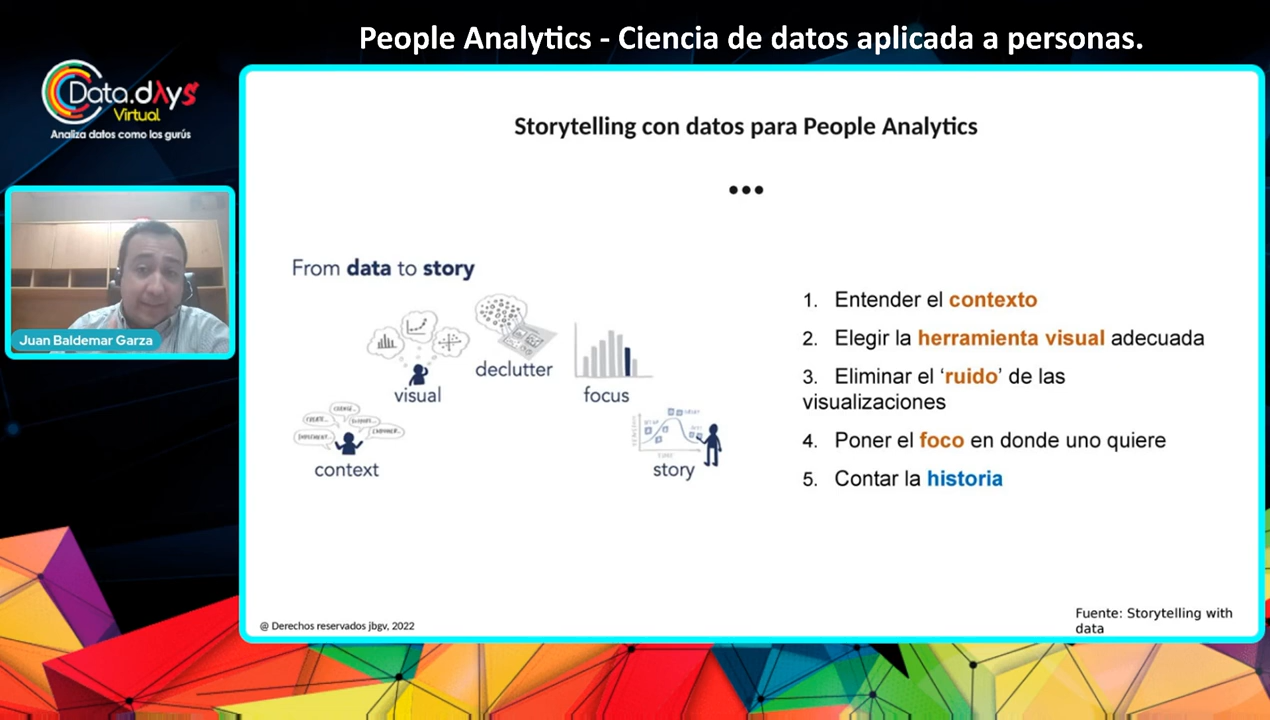 People Analytics - Ciencia de datos aplicada a personas.
Data.dλys
Virtual
Analiza datos como los gurús
Juan Baldemar Garza
Storytelling con datos para People Analytics
•••
From data to story
visual
declutter
focus
context
story
1. Entender el contexto
2. Elegir la herramienta visual adecuada
3. Eliminar el ‘ruido’ de las
visualizaciones
4. Poner el foco en donde uno quiere
5. Contar la historia
@ Derechos reservados jbgv, 2022
Fuente: Storytelling with
data